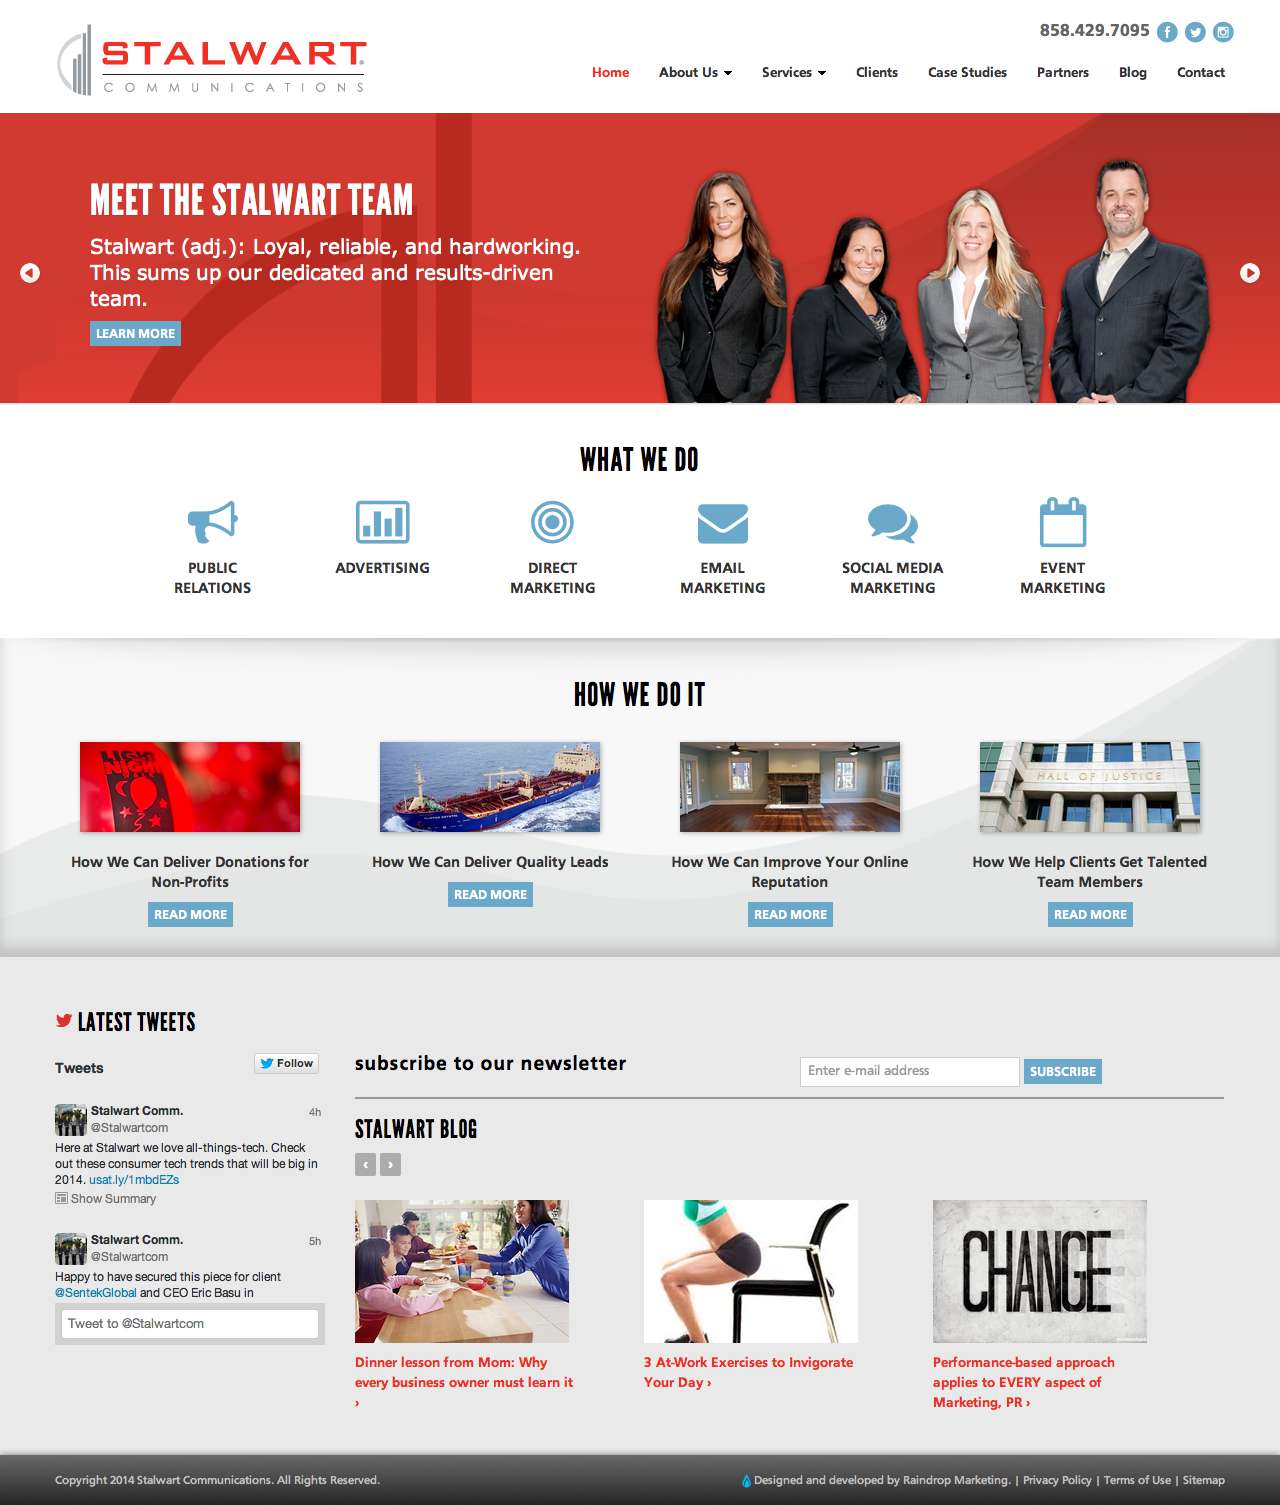 STALWART
COMMUNICATIONS
858.429.7095
Home About Us Services Clients Case Studies Partners Blog Contact
MEET THE STALWART TEAM
Stalwart (adj.): Loyal, reliable, and hardworking.
This sums up our dedicated and results-driven
team.
LEARN MORE
WHAT WE DO
PUBLIC
RELATIONS
ADVERTISING
DIRECT
MARKETING
EMAIL
MARKETING
SOCIAL MEDIA
MARKETING
EVENT
MARKETING
HOW WE DO IT
HALL OF JUSTICE
How We Can Deliver Donations for
Non-Profits
READ MORE
How We Can Deliver Quality Leads
READ MORE
How We Can Improve Your Online
Reputation
READ MORE
How We Help Clients Get Talented
Team Members
READ MORE
LATEST TWEETS
Tweets
Follow
Stalwart Comm. 4h
@Stalwartcom
Here at Stalwart we love all-things-tech. Check
out these consumer tech trends that will be big in
2014. usat.ly/1mbdEZs
Show Summary
Stalwart Comm. 5h
@Stalwartcom
Happy to have secured this piece for client
@SentekGlobal and CEO Eric Basu in
Tweet to @Stalwartcom
subscribe to our newsletter
Enter e-mail address
SUBSCRIBE
STALWART BLOG
‹ ›
CHANGE
Dinner lesson from Mom: Why
every business owner must learn it
›
3 At-Work Exercises to Invigorate
Your Day ›
Performance-based approach
applies to EVERY aspect of
Marketing, PR ›
Copyright 2014 Stalwart Communications. All Rights Reserved.
Designed and developed by Raindrop Marketing. | Privacy Policy | Terms of Use | Sitemap